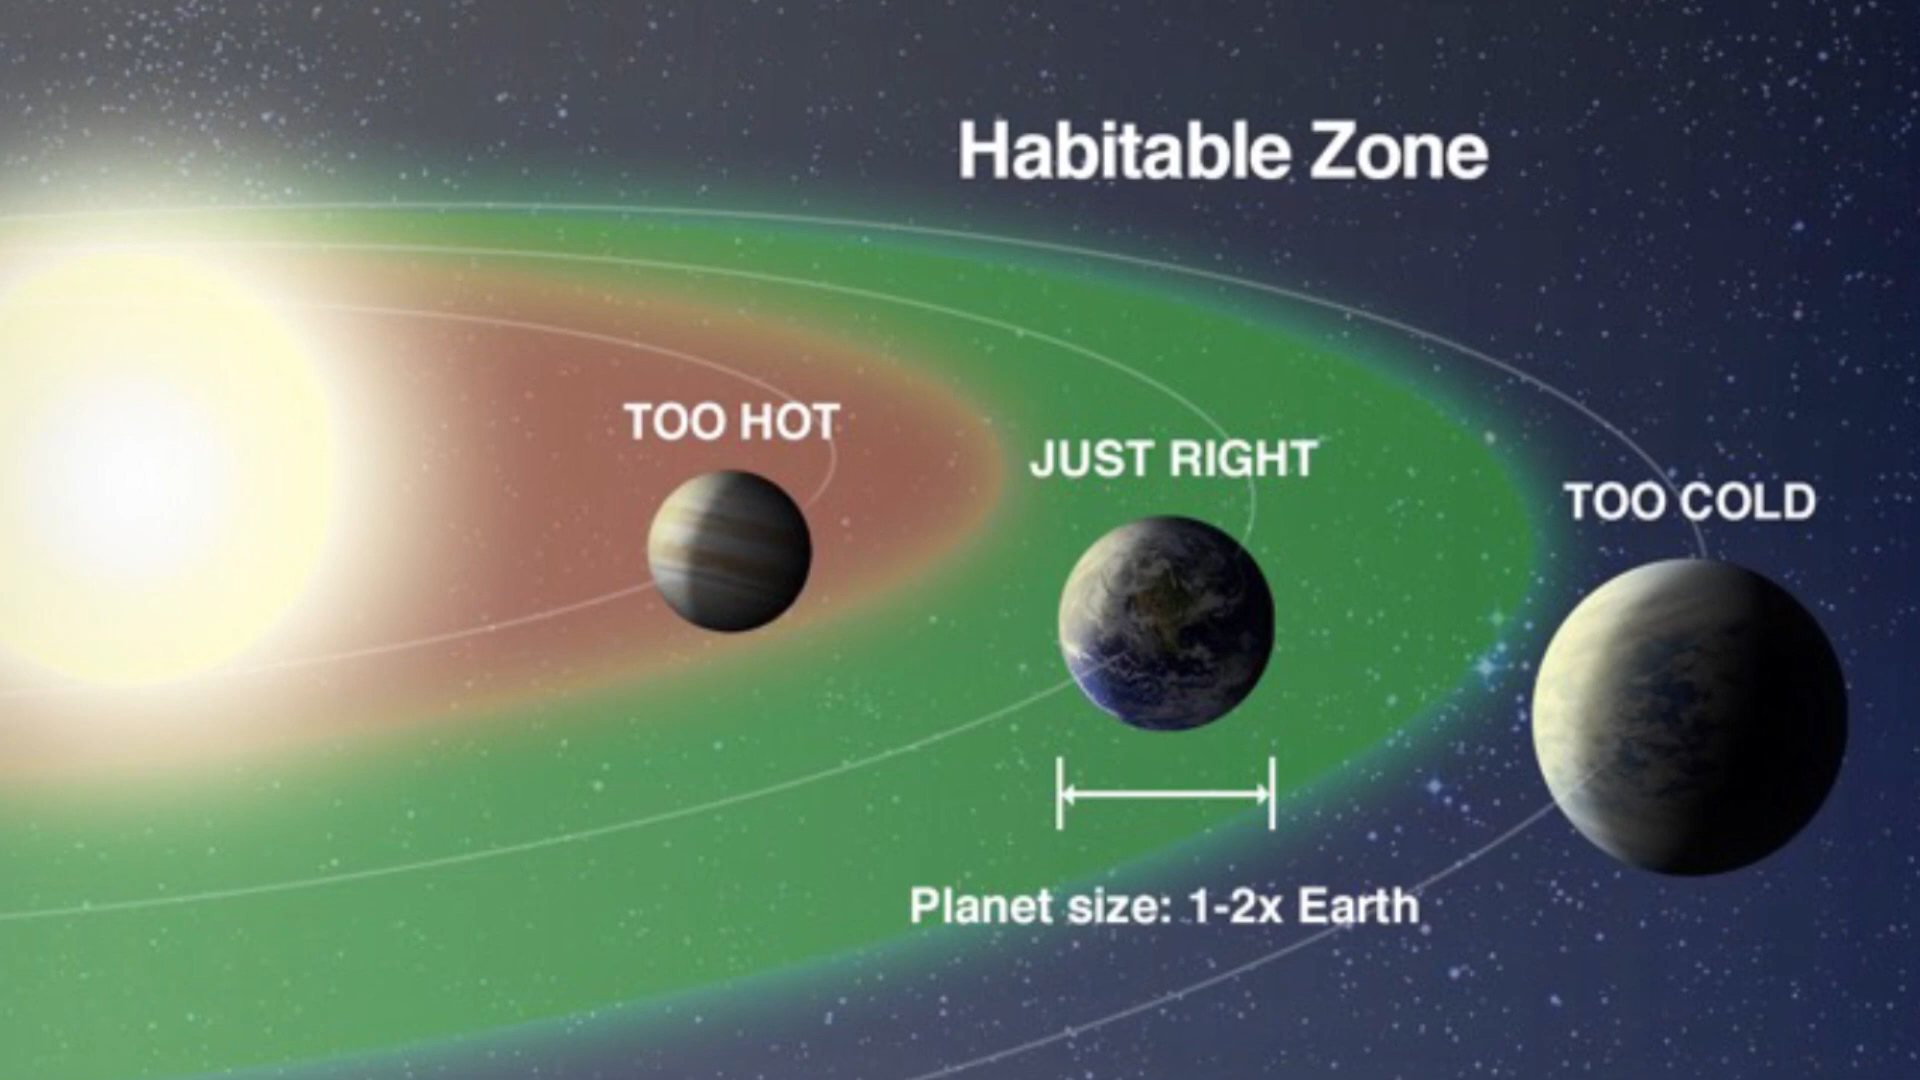 Habitable Zone
TOO HOT
JUST RIGHT
TOO COLD
Planet size: 1-2x Earth